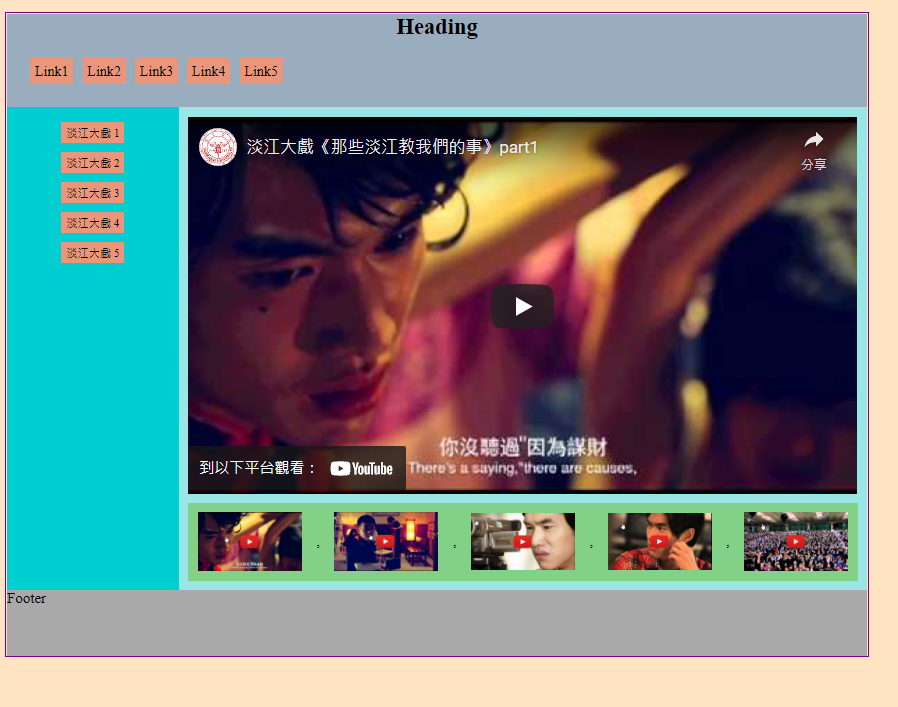 Heading
Link1 Link2 Link3 Link4 Link5
淡江大戲 1
淡江大戲 2
淡江大戲 3
淡江大戲 4
淡江大戲 5
淡江大戲《那些淡江教我們的事》part1
分享
你沒聽過"因為謀財
There's a saying,"there are causes,
到以下平台觀看： YouTube
, , , ,
Footer